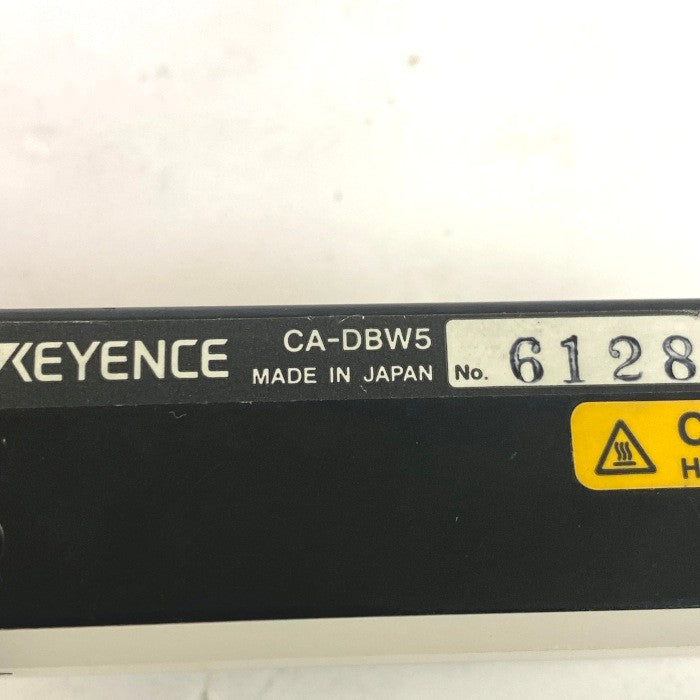 KEYENCE
CA-DBW5
MADE IN JAPAN
No. 6128